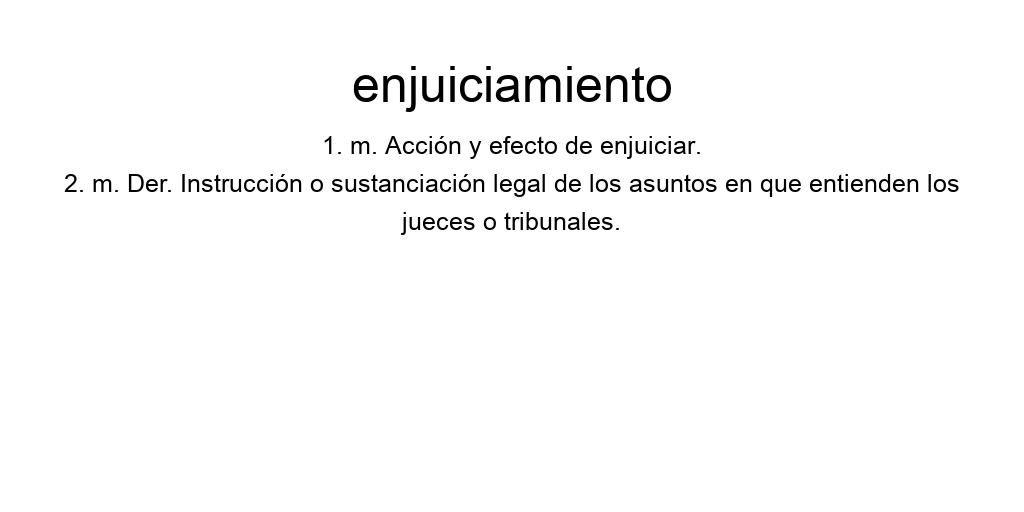 enjuiciamiento
1. m. Acción y efecto de enjuiciar.
2. m. Der. Instrucción o sustanciación legal de los asuntos en que entienden los
jueces o tribunales.